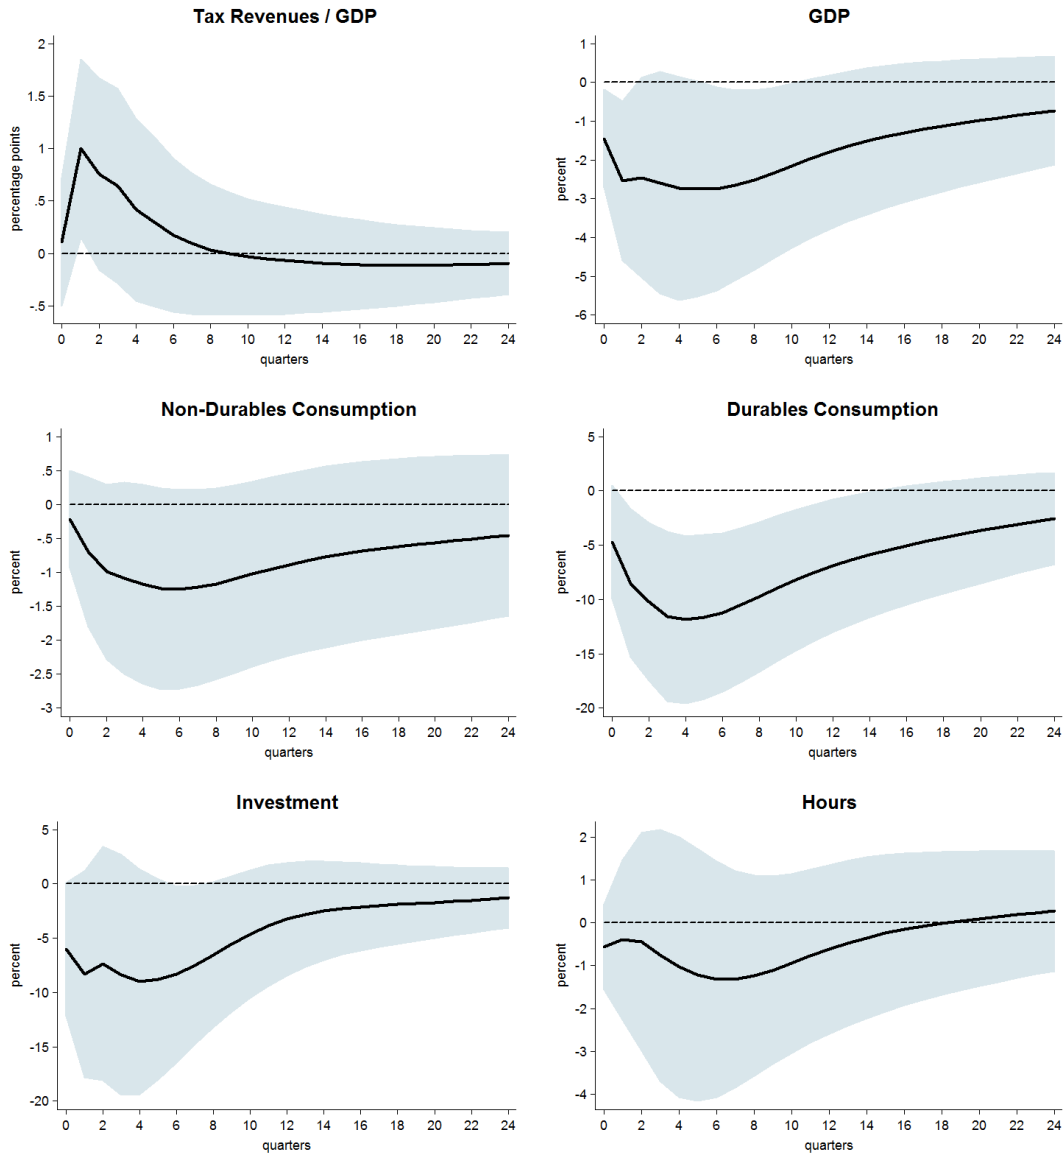 Tax Revenues / GDP
percentage points
2
1.5
1
.5
0
-.5
0 2 4 6 8 10 12 14 16 18 20 22 24
quarters
GDP
percent
1
0
-1
-2
-3
-4
-5
-6
0 2 4 6 8 10 12 14 16 18 20 22 24
quarters
Non-Durables Consumption
percent
1
.5
0
-.5
-1
-1.5
-2
-2.5
-3
0 2 4 6 8 10 12 14 16 18 20 22 24
quarters
Durables Consumption
percent
5
0
-5
-10
-15
-20
0 2 4 6 8 10 12 14 16 18 20 22 24
quarters
Investment
percent
5
0
-5
-10
-15
-20
0 2 4 6 8 10 12 14 16 18 20 22 24
quarters
Hours
percent
2
1
0
-1
-2
-3
-4
0 2 4 6 8 10 12 14 16 18 20 22 24
quarters